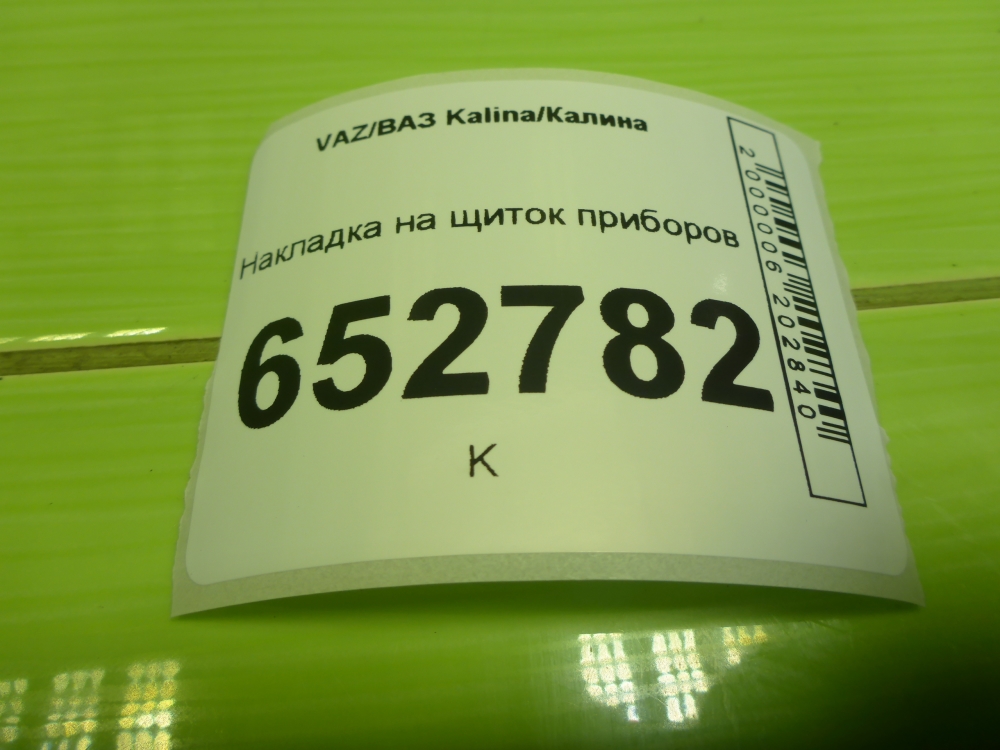 VAZ/ВАЗ Kalina/Калина
Накладка на щиток приборов
652782
К
2000006202840